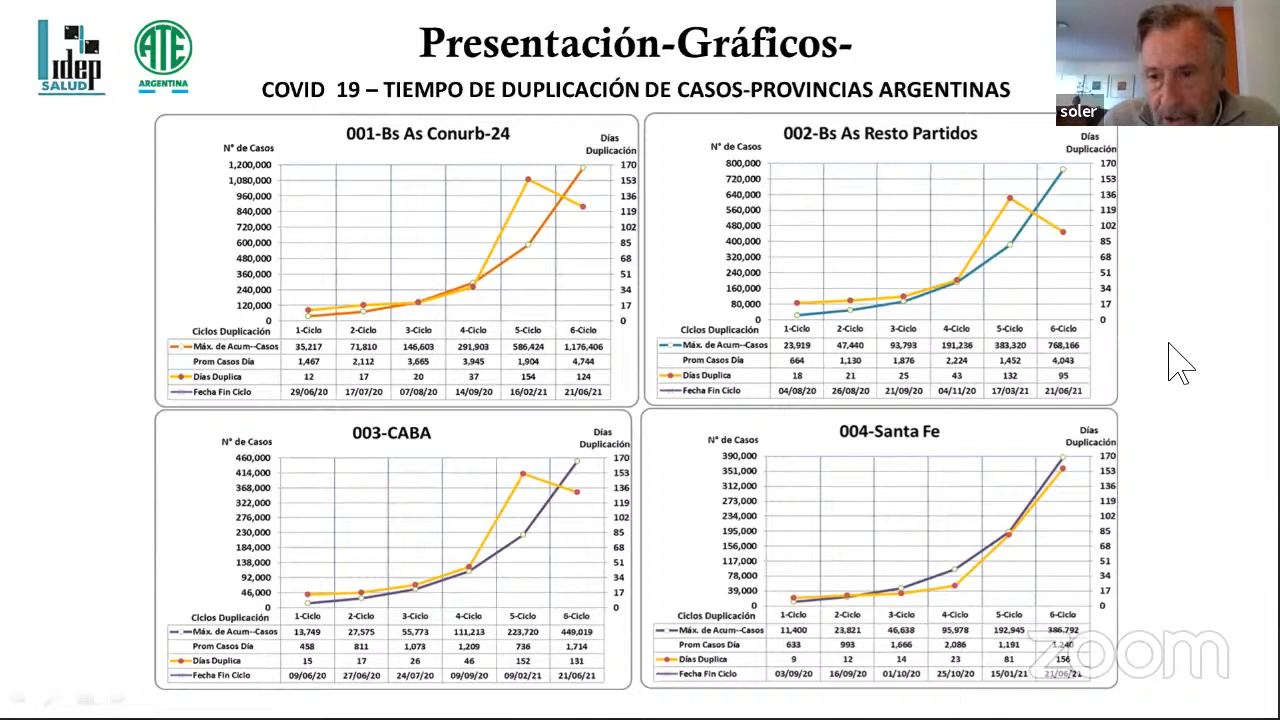 idep
SALUD
ATE
ARGENTINA
Presentación-Gráficos-
COVID 19 – TIEMPO DE DUPLICACIÓN DE CASOS-PROVINCIAS ARGENTINAS
soler
001-Bs As Conurb-24
N° de Casos
Días
Duplicación
1,200,000 170
1,080,000 153
960,000 136
840,000 119
720,000 102
600,000 85
480,000 68
360,000 51
240,000 34
120,000 17
0 0
Ciclos Duplicación 1-Ciclo 2-Ciclo 3-Ciclo 4-Ciclo 5-Ciclo 6-Ciclo
Máx. de Acum--Casos 35,217 71,810 146,603 291,903 586,424 1,176,406
Prom Casos Día 1,467 2,112 3,665 3,945 1,904 4,744
Días Duplica 12 17 20 37 154 124
Fecha Fin Ciclo 29/06/20 17/07/20 07/08/20 14/09/20 16/02/21 21/06/21
002-Bs As Resto Partidos
N° de Casos
Días
Duplicación
800,000 170
720,000 153
640,000 136
560,000 119
480,000 102
400,000 85
320,000 68
240,000 51
160,000 34
80,000 17
0 0
Ciclos Duplicación 1-Ciclo 2-Ciclo 3-Ciclo 4-Ciclo 5-Ciclo 6-Ciclo
Máx. de Acum--Casos 23,919 47,440 93,793 191,236 383,320 768,166
Prom Casos Día 664 1,130 1,876 2,224 1,452 4,043
Días Duplica 18 21 25 43 132 95
Fecha Fin Ciclo 04/08/20 26/08/20 21/09/20 04/11/20 17/03/21 21/06/21
003-CABA
N° de Casos
Días
Duplicación
460,000 170
414,000 153
368,000 136
322,000 119
276,000 102
230,000 85
184,000 68
138,000 51
92,000 34
46,000 17
0 0
Ciclos Duplicación 1-Ciclo 2-Ciclo 3-Ciclo 4-Ciclo 5-Ciclo 6-Ciclo
Máx. de Acum--Casos 13,749 27,575 55,773 111,213 223,720 449,019
Prom Casos Día 458 811 1,073 1,209 736 1,714
Días Duplica 15 17 26 46 152 131
Fecha Fin Ciclo 09/06/20 27/06/20 24/07/20 09/09/20 09/02/21 21/06/21
004-Santa Fe
N° de Casos
Días
Duplicación
390,000 170
351,000 153
312,000 136
273,000 119
234,000 102
195,000 85
156,000 68
117,000 51
78,000 34
39,000 17
0 0
Ciclos Duplicación 1-Ciclo 2-Ciclo 3-Ciclo 4-Ciclo 5-Ciclo 6-Ciclo
Máx. de Acum--Casos 11,400 23,821 46,638 95,978 192,945 386,792
Prom Casos Día 633 993 1,666 2,086 1,191 1,240
Días Duplica 9 12 14 23 81 156
Fecha Fin Ciclo 03/09/20 16/09/20 01/10/20 25/10/20 15/01/21 21/06/21
zoom